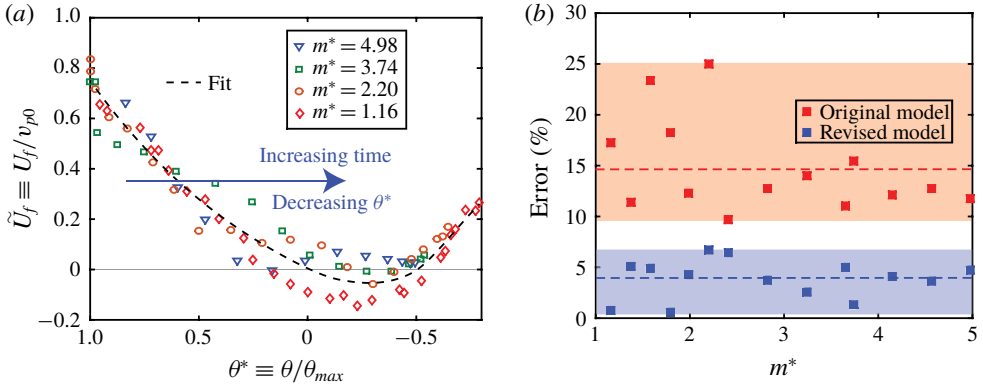 (a)
1.0
0.8
0.6
0.4
0.2
0
−0.2
Ũf ≡ Uf/vp0
m* = 4.98
m* = 3.74
m* = 2.20
m* = 1.16
Fit
Increasing time
Decreasing θ*
1.0
0.5
0
−0.5
θ* ≡ θ/θmax
(b)
30
25
20
15
10
5
0
Error (%)
Original model
Revised model
1
2
3
4
5
m*